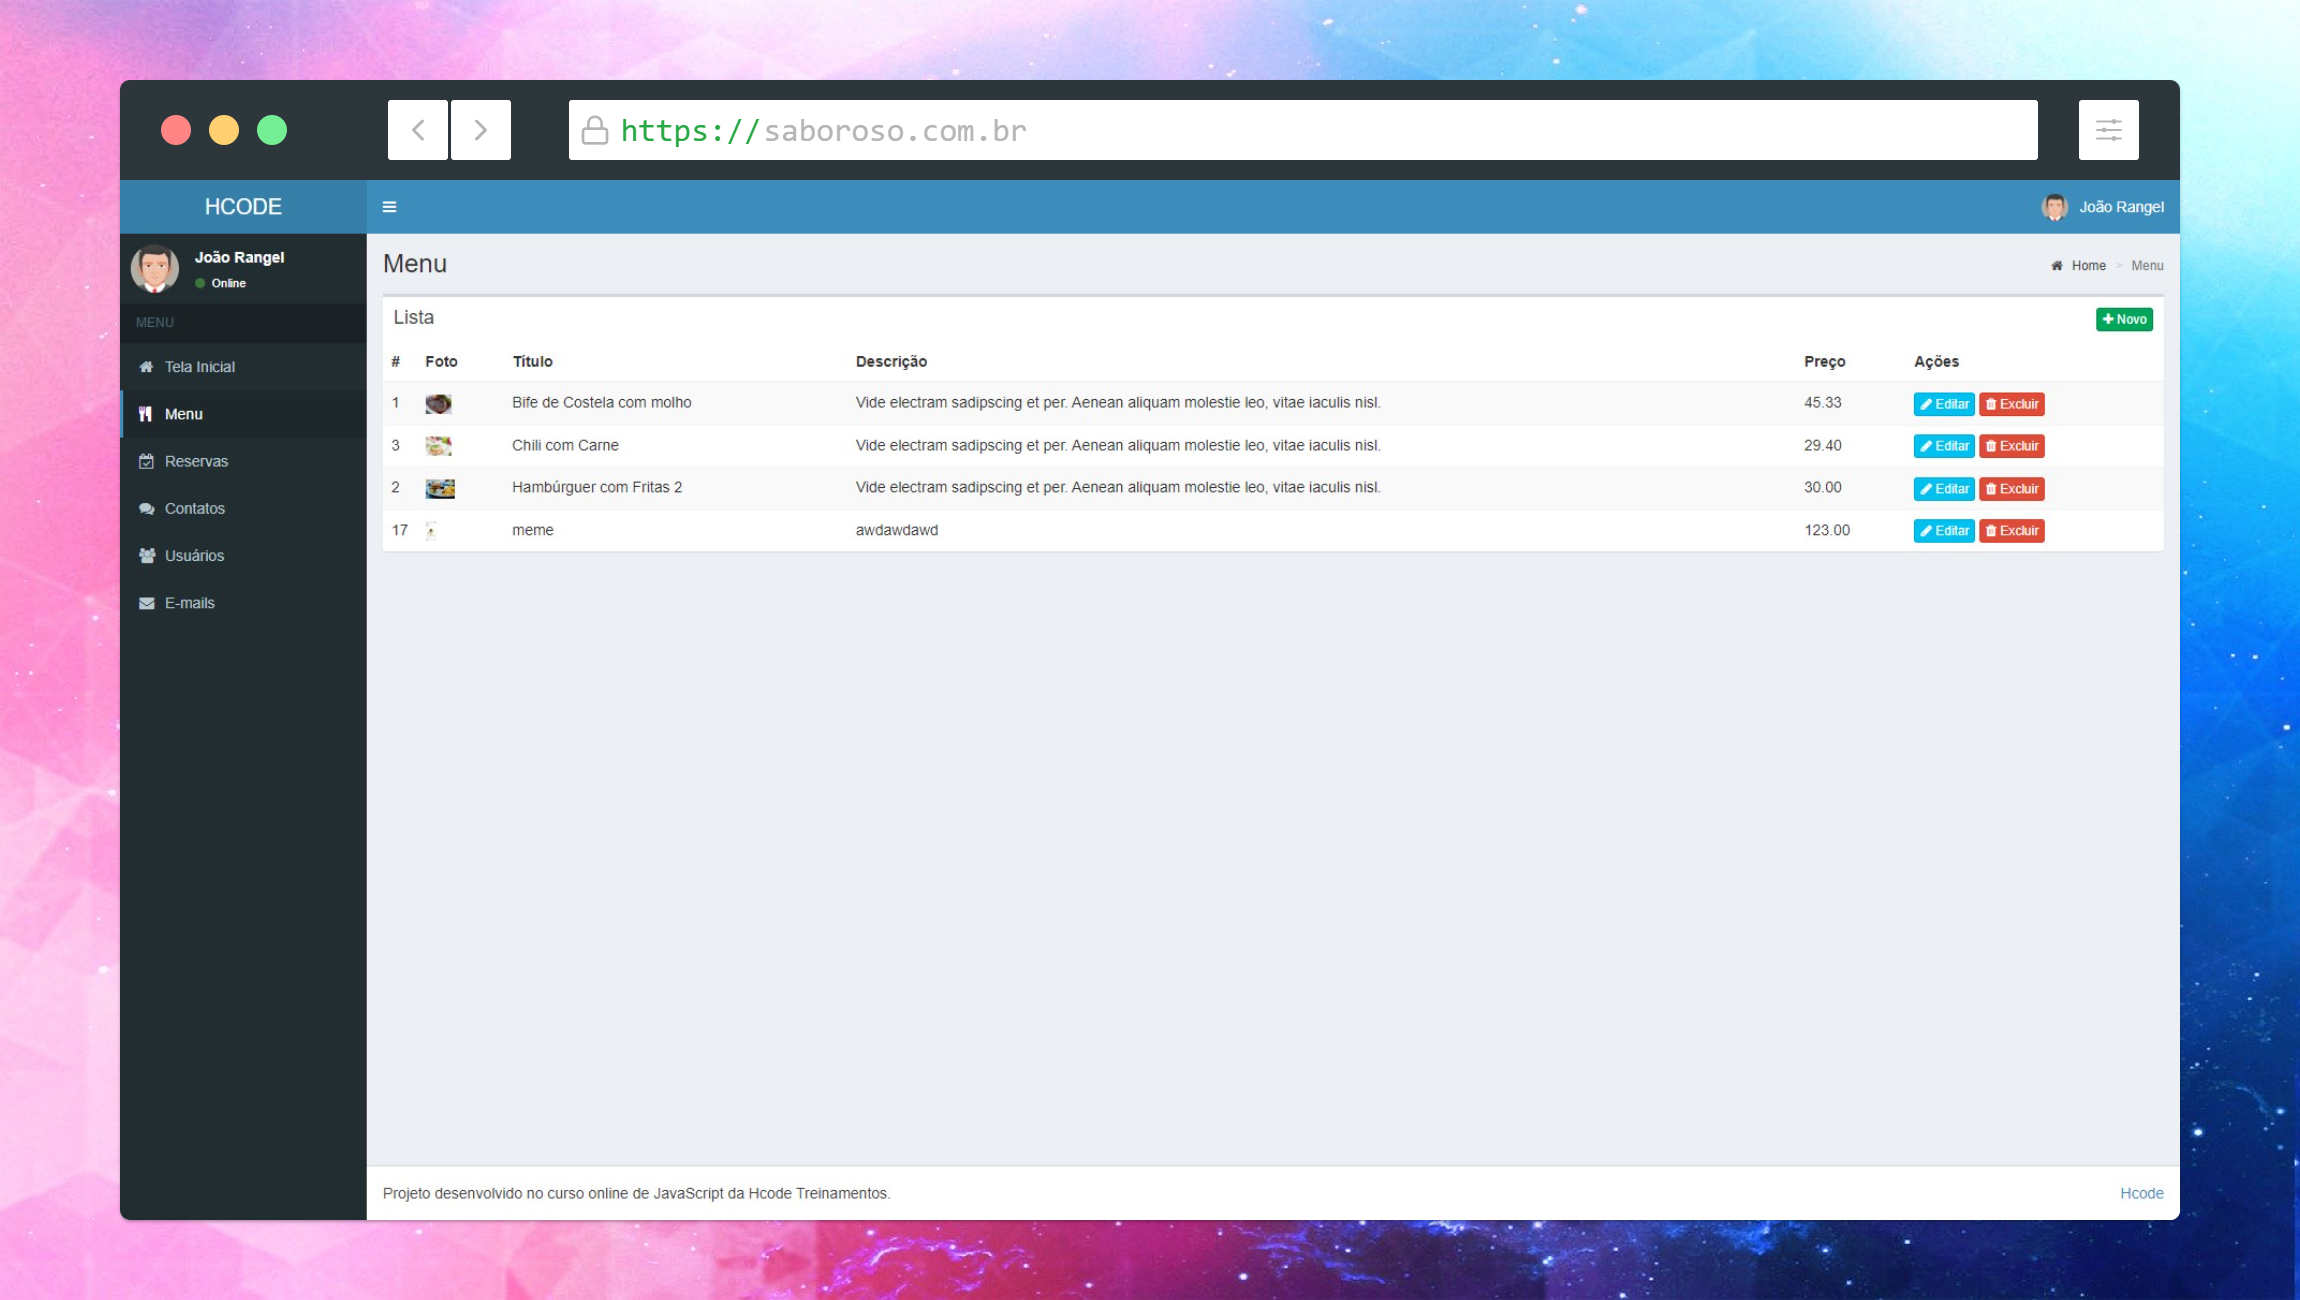 https://saboroso.com.br
HCODE
João Rangel
João Rangel
Online
MENU
Tela Inicial
Menu
Reservas
Contatos
Usuários
E-mails
Menu
Home > Menu
Lista
Novo
# Foto Título Descrição Preço Ações
1 Bife de Costela com molho Vide electram sadipscing et per. Aenean aliquam molestie leo, vitae iaculis nisl. 45.33 Editar Excluir
3 Chili com Carne Vide electram sadipscing et per. Aenean aliquam molestie leo, vitae iaculis nisl. 29.40 Editar Excluir
2 Hambúrguer com Fritas 2 Vide electram sadipscing et per. Aenean aliquam molestie leo, vitae iaculis nisl. 30.00 Editar Excluir
17 meme awdawdawd 123.00 Editar Excluir
Projeto desenvolvido no curso online de JavaScript da Hcode Treinamentos.
Hcode